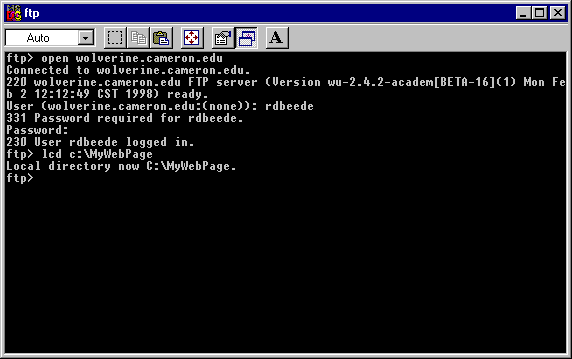 ftp
Auto
A
ftp> open wolverine.cameron.edu
Connected to wolverine.cameron.edu.
220 wolverine.cameron.edu FTP server (Version wu-2.4.2-academ[BETA-16](1) Mon Fe
b 2 12:12:49 CST 1998) ready.
User (wolverine.cameron.edu:(none)): rdbeede
331 Password required for rdbeede.
Password:
230 User rdbeede logged in.
ftp> lcd c:\MyWebPage
Local directory now C:\MyWebPage.
ftp>